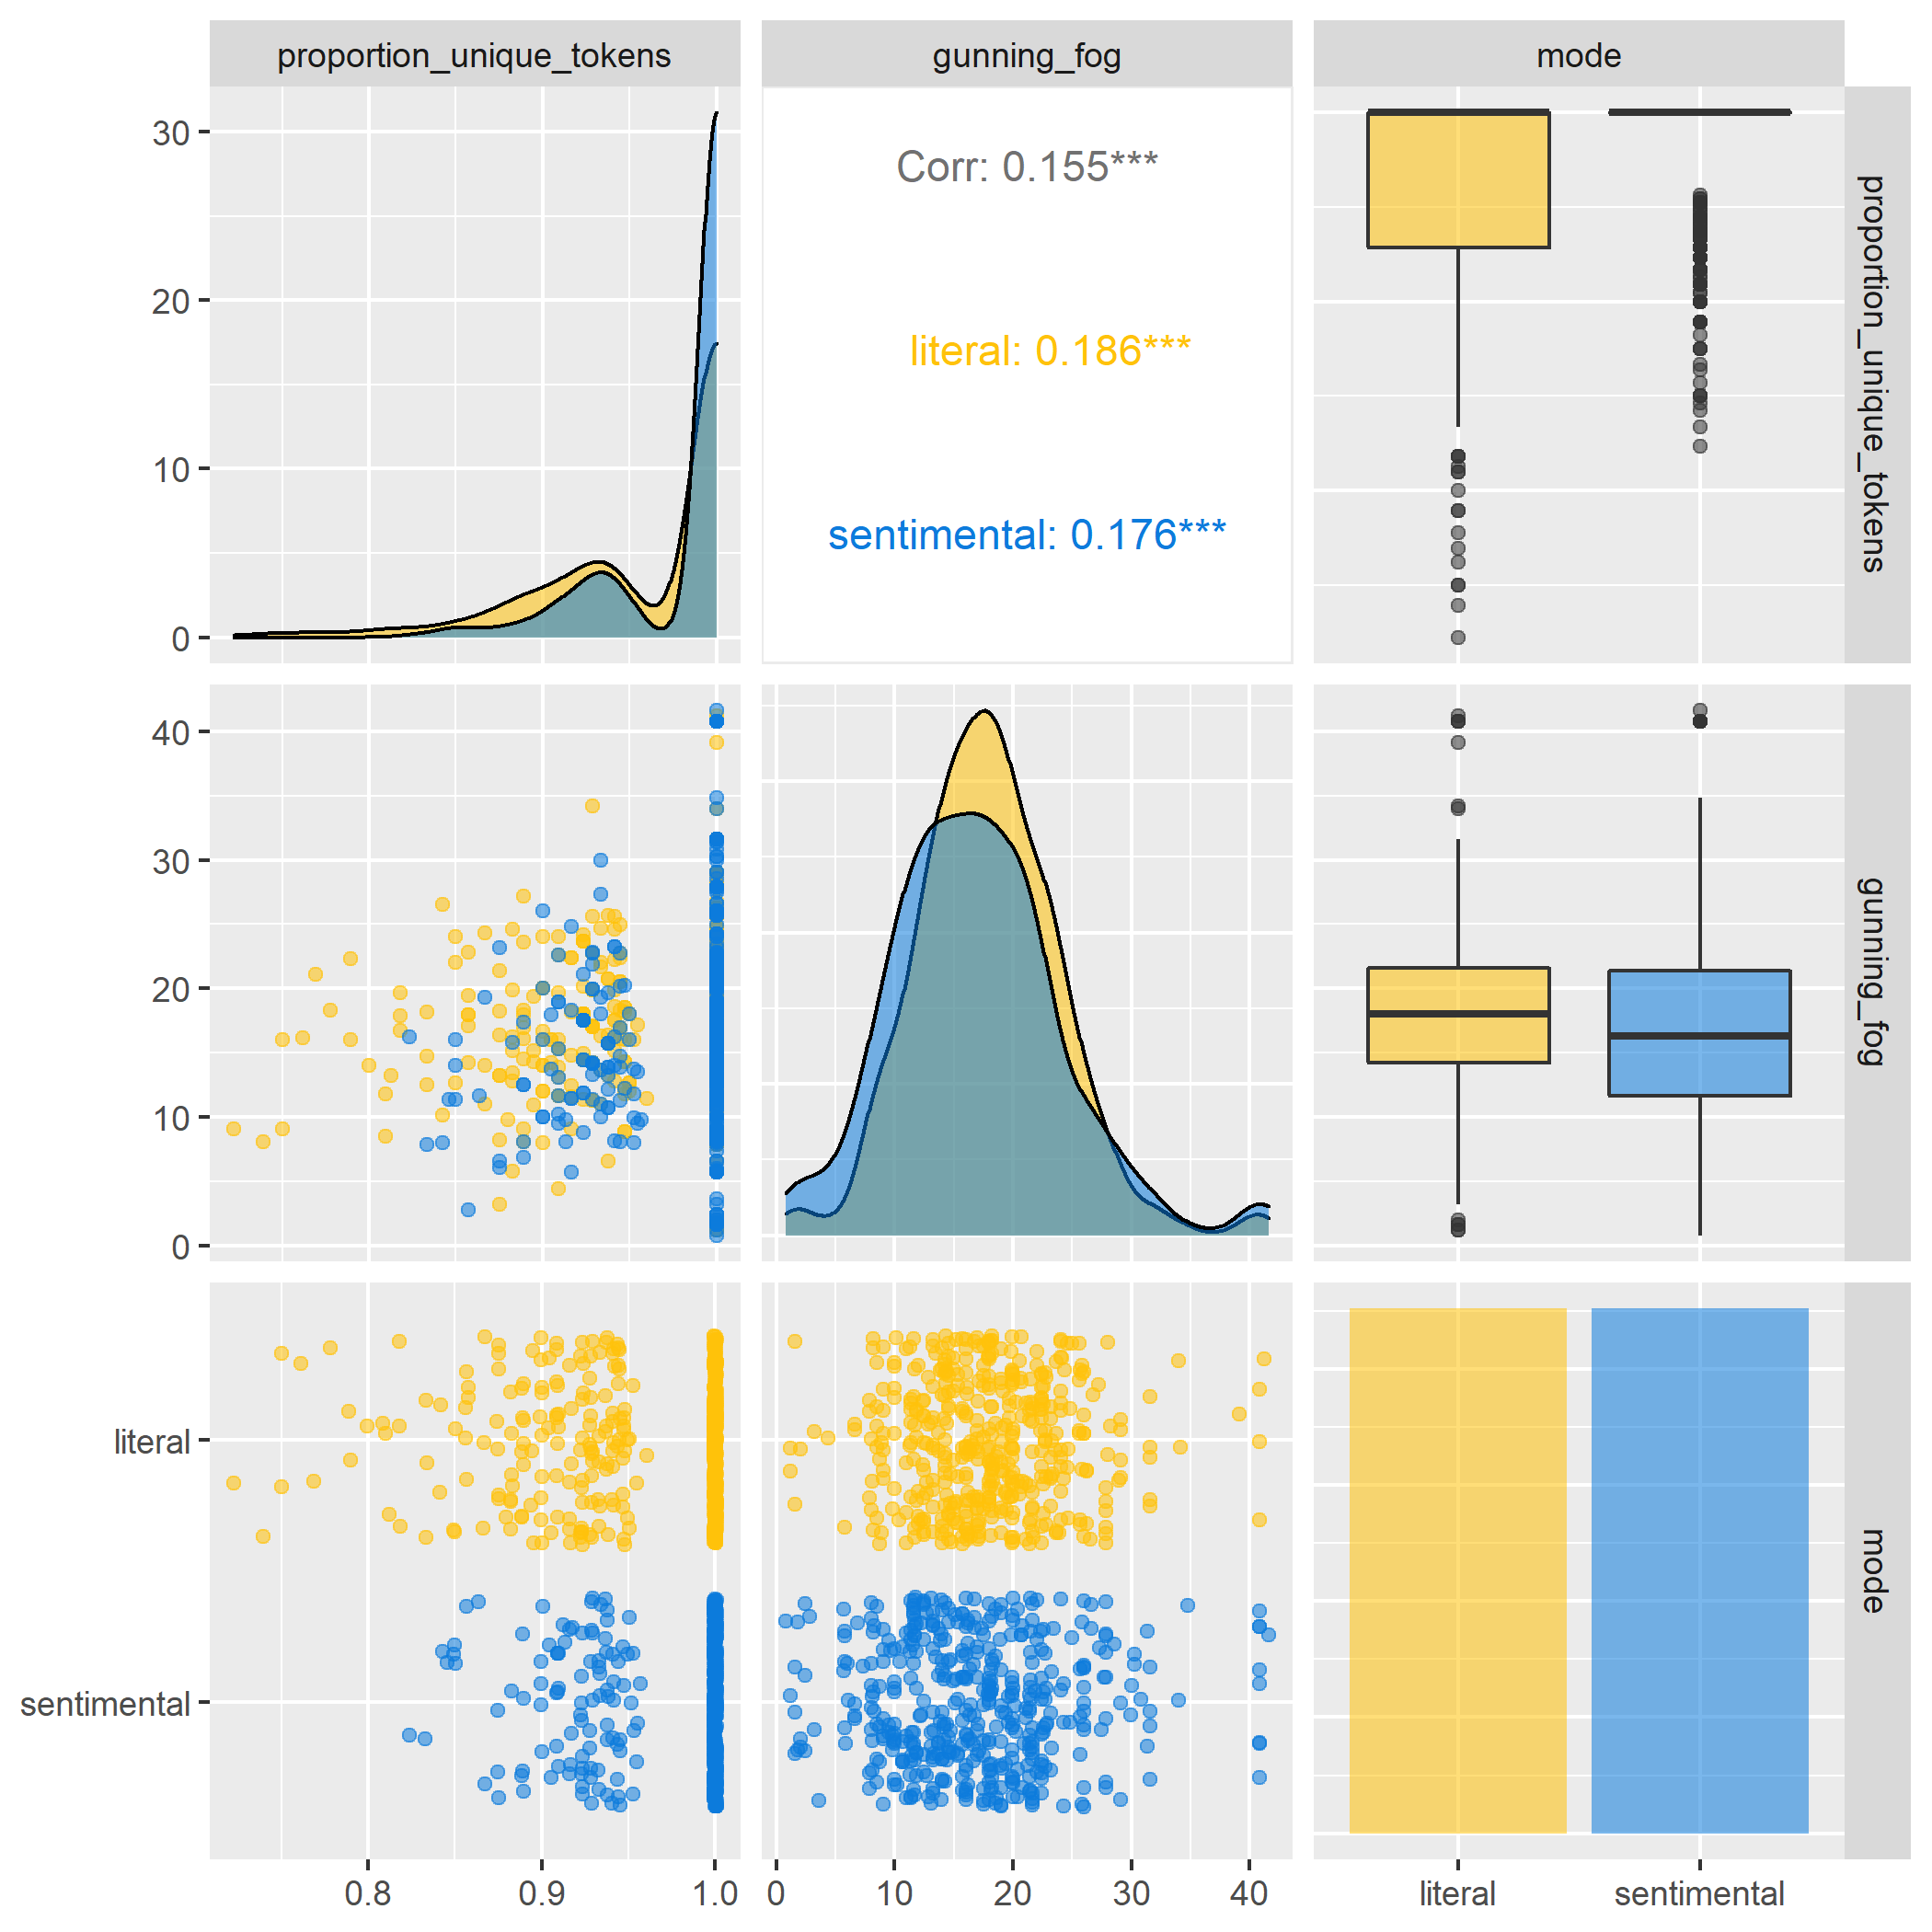 proportion_unique_tokens
gunning_fog
mode
30
20
10
0
Corr: 0.155***
literal: 0.186***
sentimental: 0.176***
proportion_unique_tokens
40
30
20
10
0
gunning_fog
literal
sentimental
mode
0.8
0.9
1.0
0
10
20
30
40
literal
sentimental